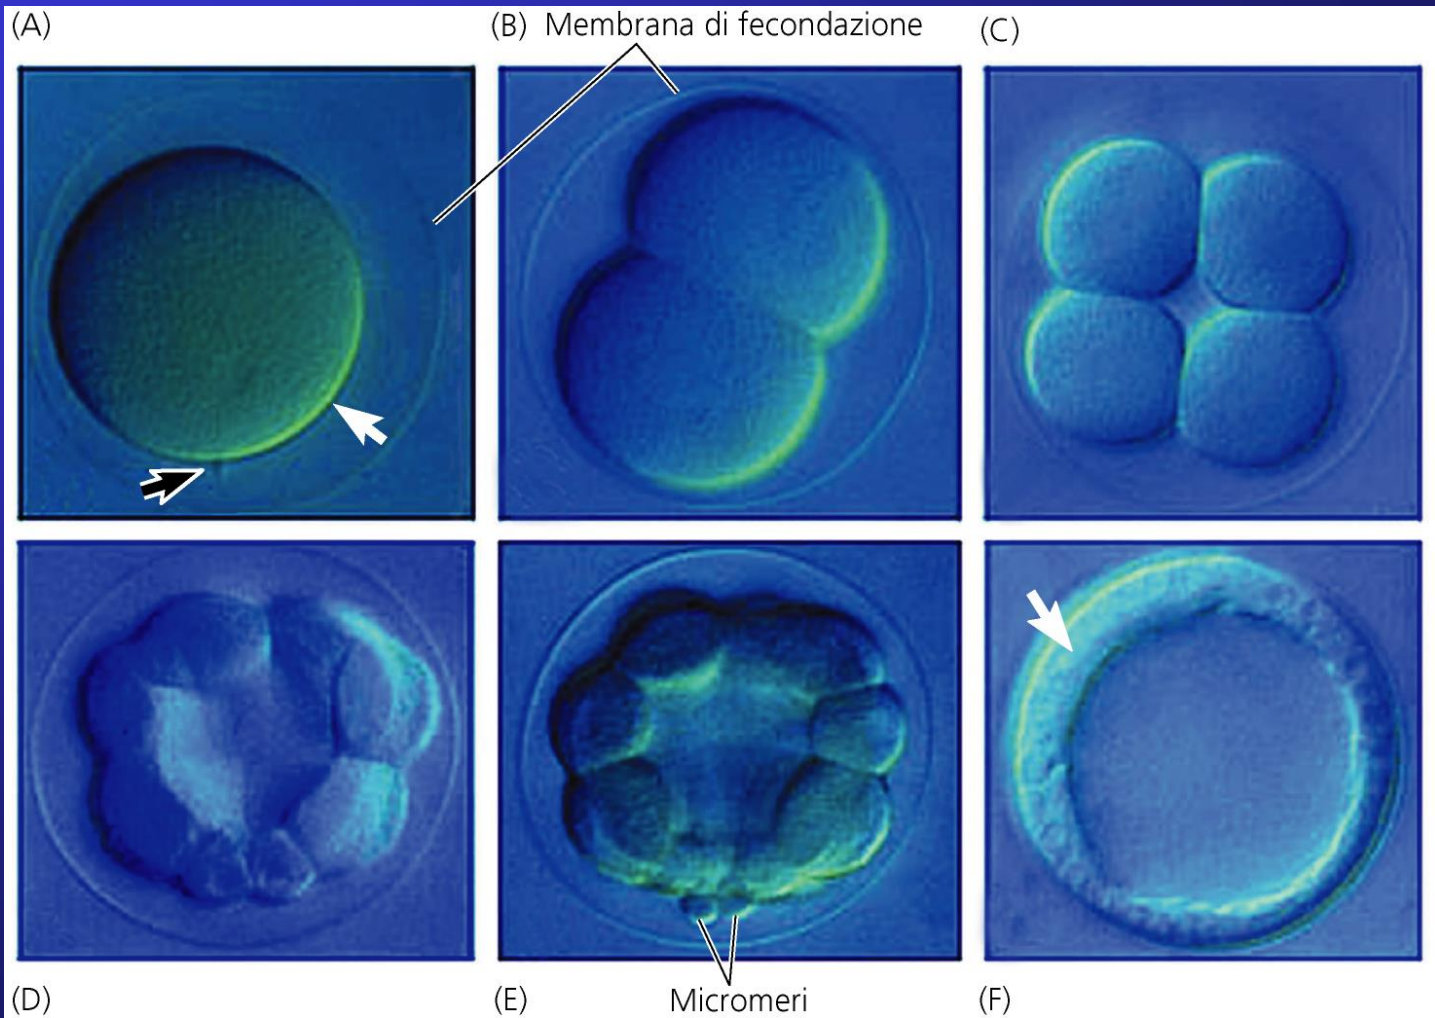 (A)
(B) Membrana di fecondazione
(C)
(D)
(E)
Micromeri
(F)